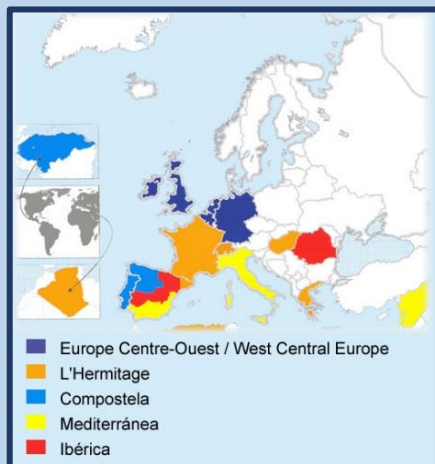 Europe Centre-Ouest / West Central Europe
L'Hermitage
Compostela
Mediterránea
Ibérica